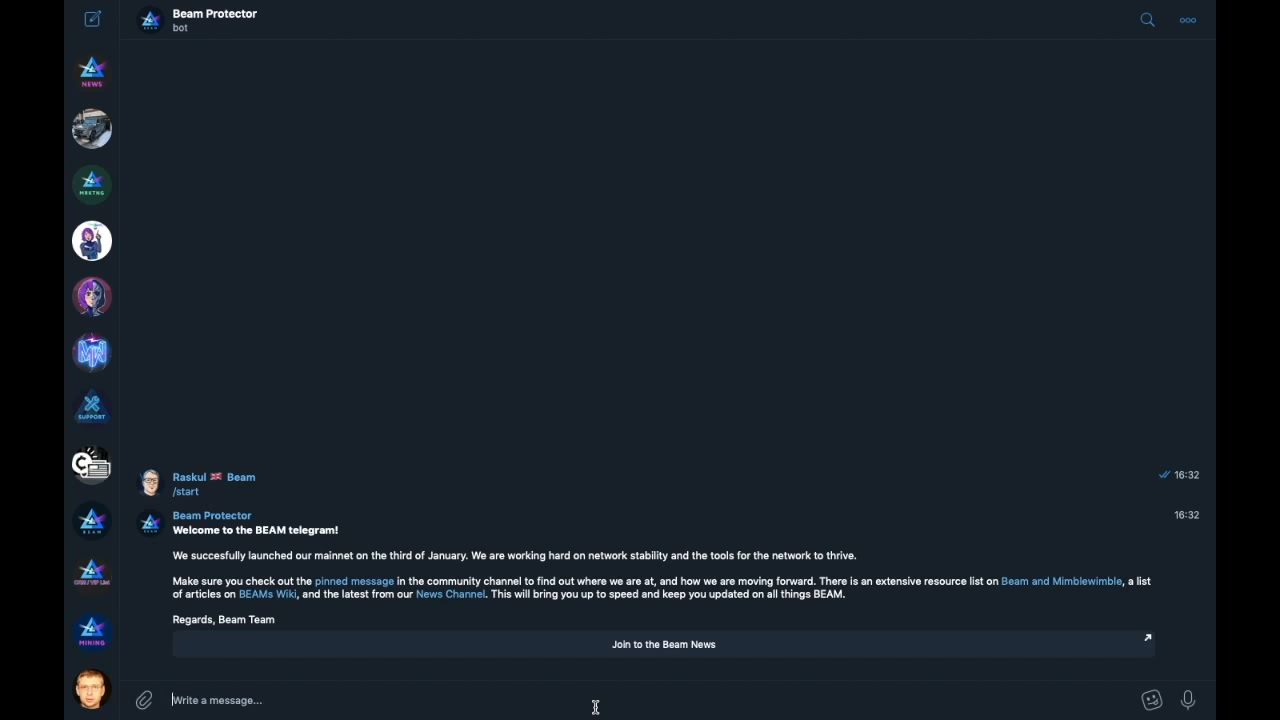 Beam Protector
bot
NEWS
MRKTNG
MW
SUPPORT
BEAM
MINING
Raskul 🇬🇧 Beam
16:32
/start
Beam Protector
16:32
Welcome to the BEAM telegram!
We succesfully launched our mainnet on the third of January. We are working hard on network stability and the tools for the network to thrive.
Make sure you check out the pinned message in the community channel to find out where we are at, and how we are moving forward. There is an extensive resource list on Beam and Mimblewimble, a list
of articles on BEAMs Wiki, and the latest from our News Channel. This will bring you up to speed and keep you updated on all things BEAM.
Regards, Beam Team
Join to the Beam News
Write a message...